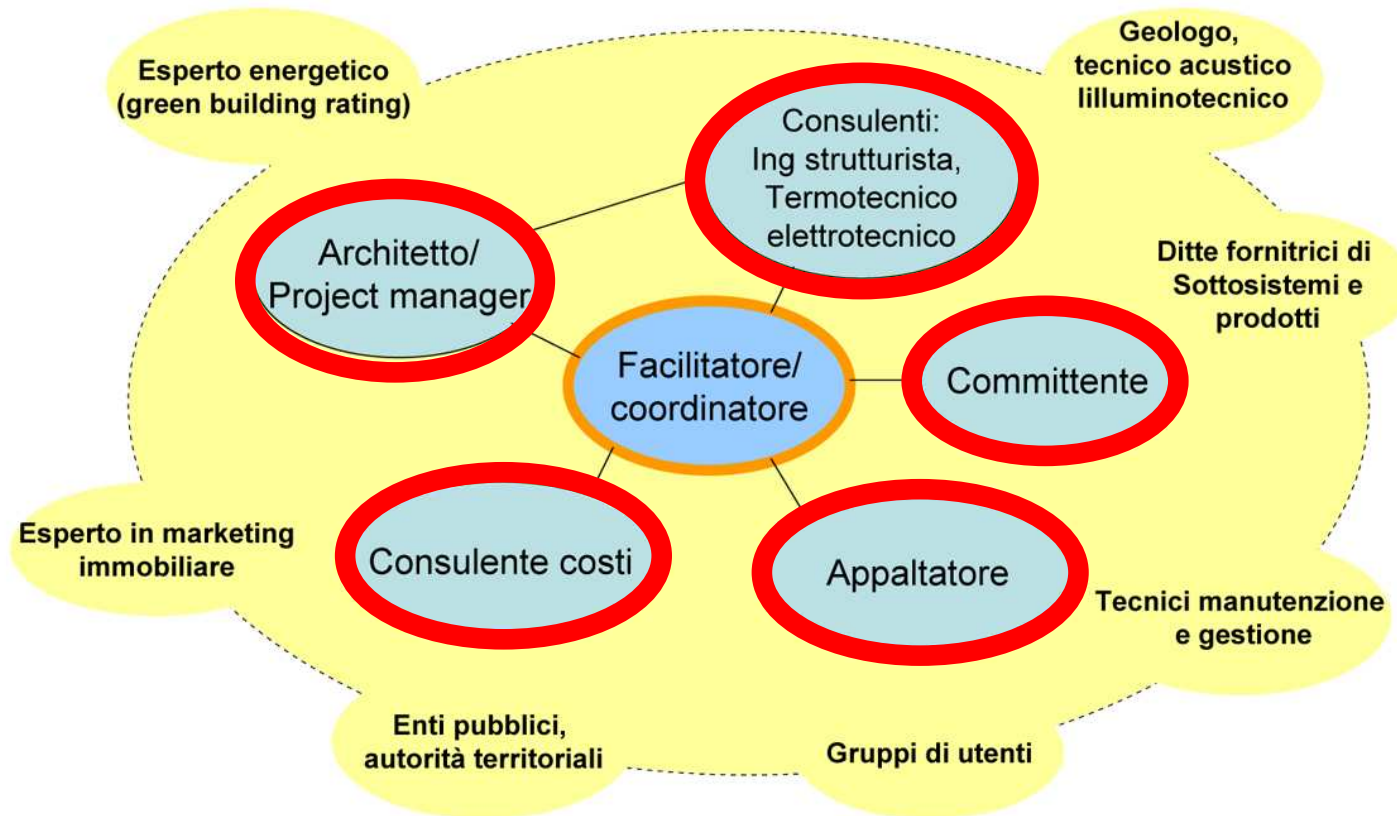 Esperto energetico
(green building rating)
Geologo,
tecnico acustico
lilluminotecnico
Consulenti:
Ing strutturista,
Termotecnico
elettrotecnico
Architetto/
Project manager
Ditte fornitrici di
Sottosistemi e
prodotti
Facilitatore/
coordinatore
Committente
Esperto in marketing
immobiliare
Consulente costi
Appaltatore
Tecnici manutenzione
e gestione
Enti pubblici,
autorità territoriali
Gruppi di utenti